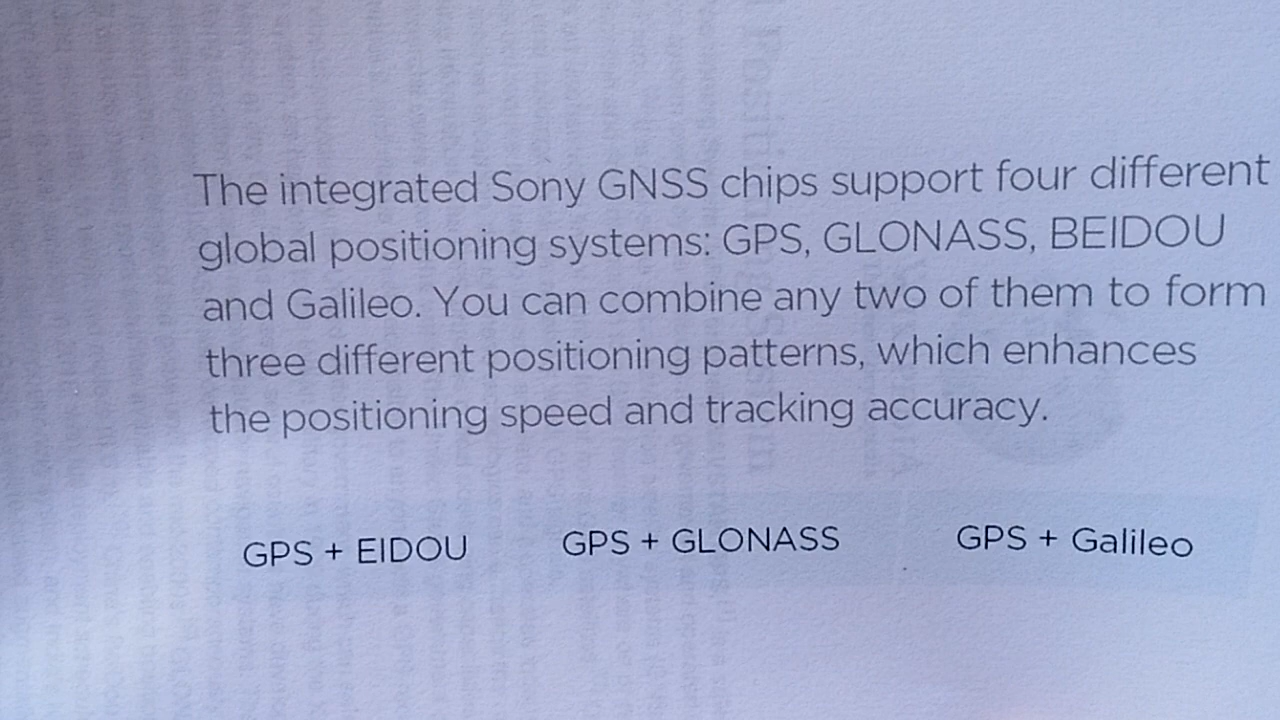 The integrated Sony GNSS chips support four different
global positioning systems: GPS, GLONASS, BEIDOU
and Galileo. You can combine any two of them to form
three different positioning patterns, which enhances
the positioning speed and tracking accuracy.
GPS + EIDOU GPS + GLONASS GPS + Galileo